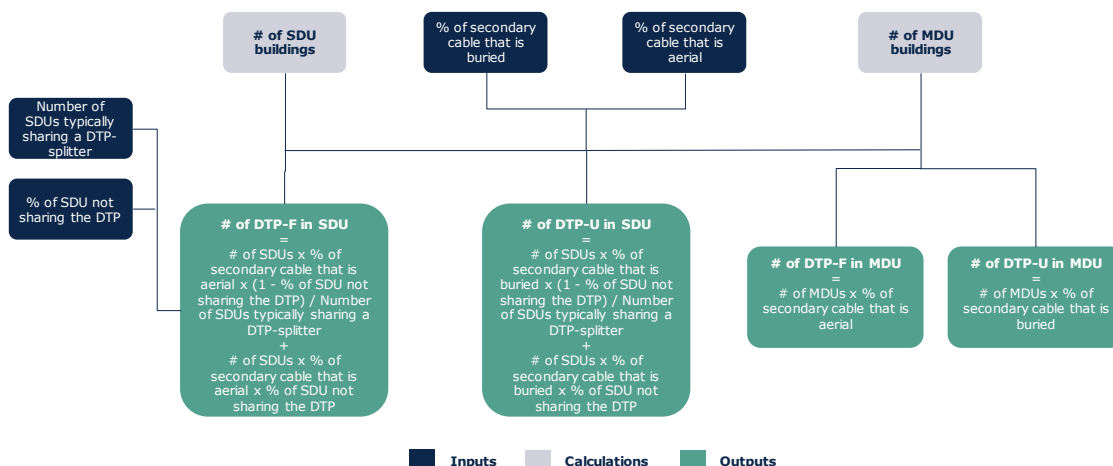 # of SDU
buildings
% of secondary
cable that is
buried
% of secondary
cable that is
aerial
# of MDU
buildings
Number of
SDUs typically
sharing a DTP-
splitter
% of SDU not
sharing the DTP
# of DTP-F in SDU
=
# of SDUs x % of
secondary cable that is
aerial x (1 - % of SDU not
sharing the DTP) / Number
of SDUs typically sharing a
DTP-splitter
+
# of SDUs x % of
secondary cable that is
aerial x % of SDU not
sharing the DTP
# of DTP-U in SDU
=
# of SDUs x % of
secondary cable that is
buried x (1 - % of SDU not
sharing the DTP) / Number
of SDUs typically sharing a
DTP-splitter
+
# of SDUs x % of
secondary cable that is
buried x % of SDU not
sharing the DTP
# of DTP-F in MDU
=
# of MDUs x % of
secondary cable that is
aerial
# of DTP-U in MDU
=
# of MDUs x % of
secondary cable that is
buried
Inputs
Calculations
Outputs